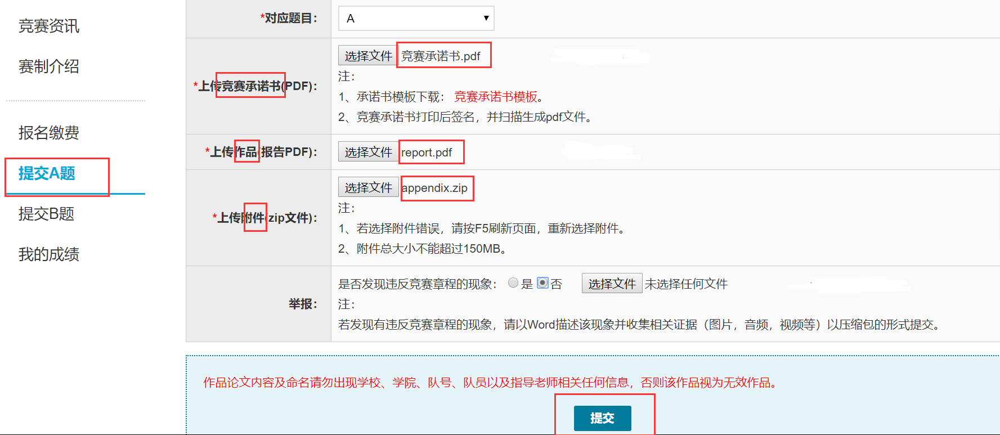 竞赛资讯
赛制介绍
报名缴费
提交A题
提交B题
我的成绩
*对应题目：
A
*上传竞赛承诺书(PDF)：
选择文件 竞赛承诺书.pdf
注：
1、承诺书模板下载： 竞赛承诺书模板。
2、竞赛承诺书打印后签名，并扫描生成pdf文件。
*上传作品(报告PDF)：
选择文件 report.pdf
*上传附件(zip文件)：
选择文件 appendix.zip
注：
1、若选择附件错误，请按F5刷新页面，重新选择附件。
2、附件总大小不能超过150MB。
举报：
是否发现违反竞赛章程的现象： 是 否 选择文件 未选择任何文件
注：
若发现有违反竞赛章程的现象，请以Word描述该现象并收集相关证据（图片，音频，视频等）以压缩包的形式提交。
作品论文内容及命名请勿出现学校、学院、队号、队员以及指导老师相关任何信息，否则该作品视为无效作品。
提交